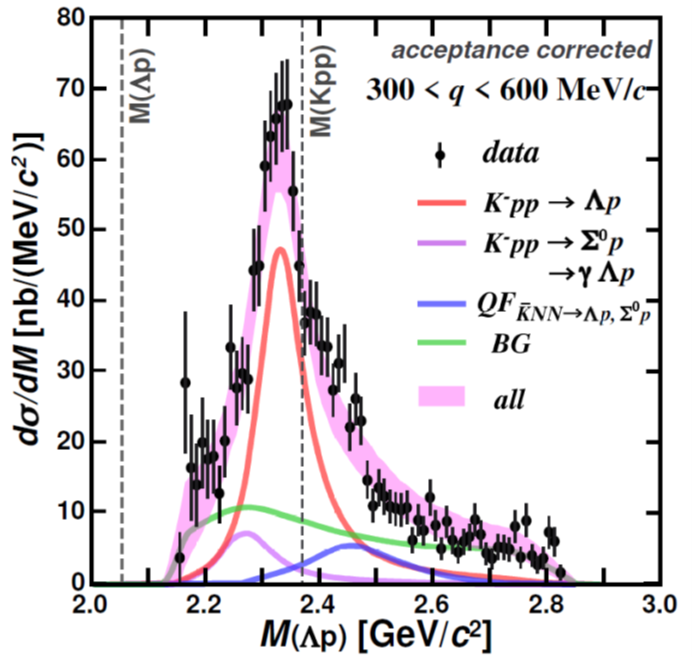 80
70
60
50
40
30
20
10
0
dσ/dM [nb/(MeV/c²)]
M(Λp)
M(Kpp)
acceptance corrected
300 < q < 600 MeV/c
data
K⁻pp → Λp
K⁻pp → Σ⁰p
→ γ Λp
QF K̄NN→Λp, Σ⁰p
BG
all
2.0 2.2 2.4 2.6 2.8 3.0
M(Λp) [GeV/c²]